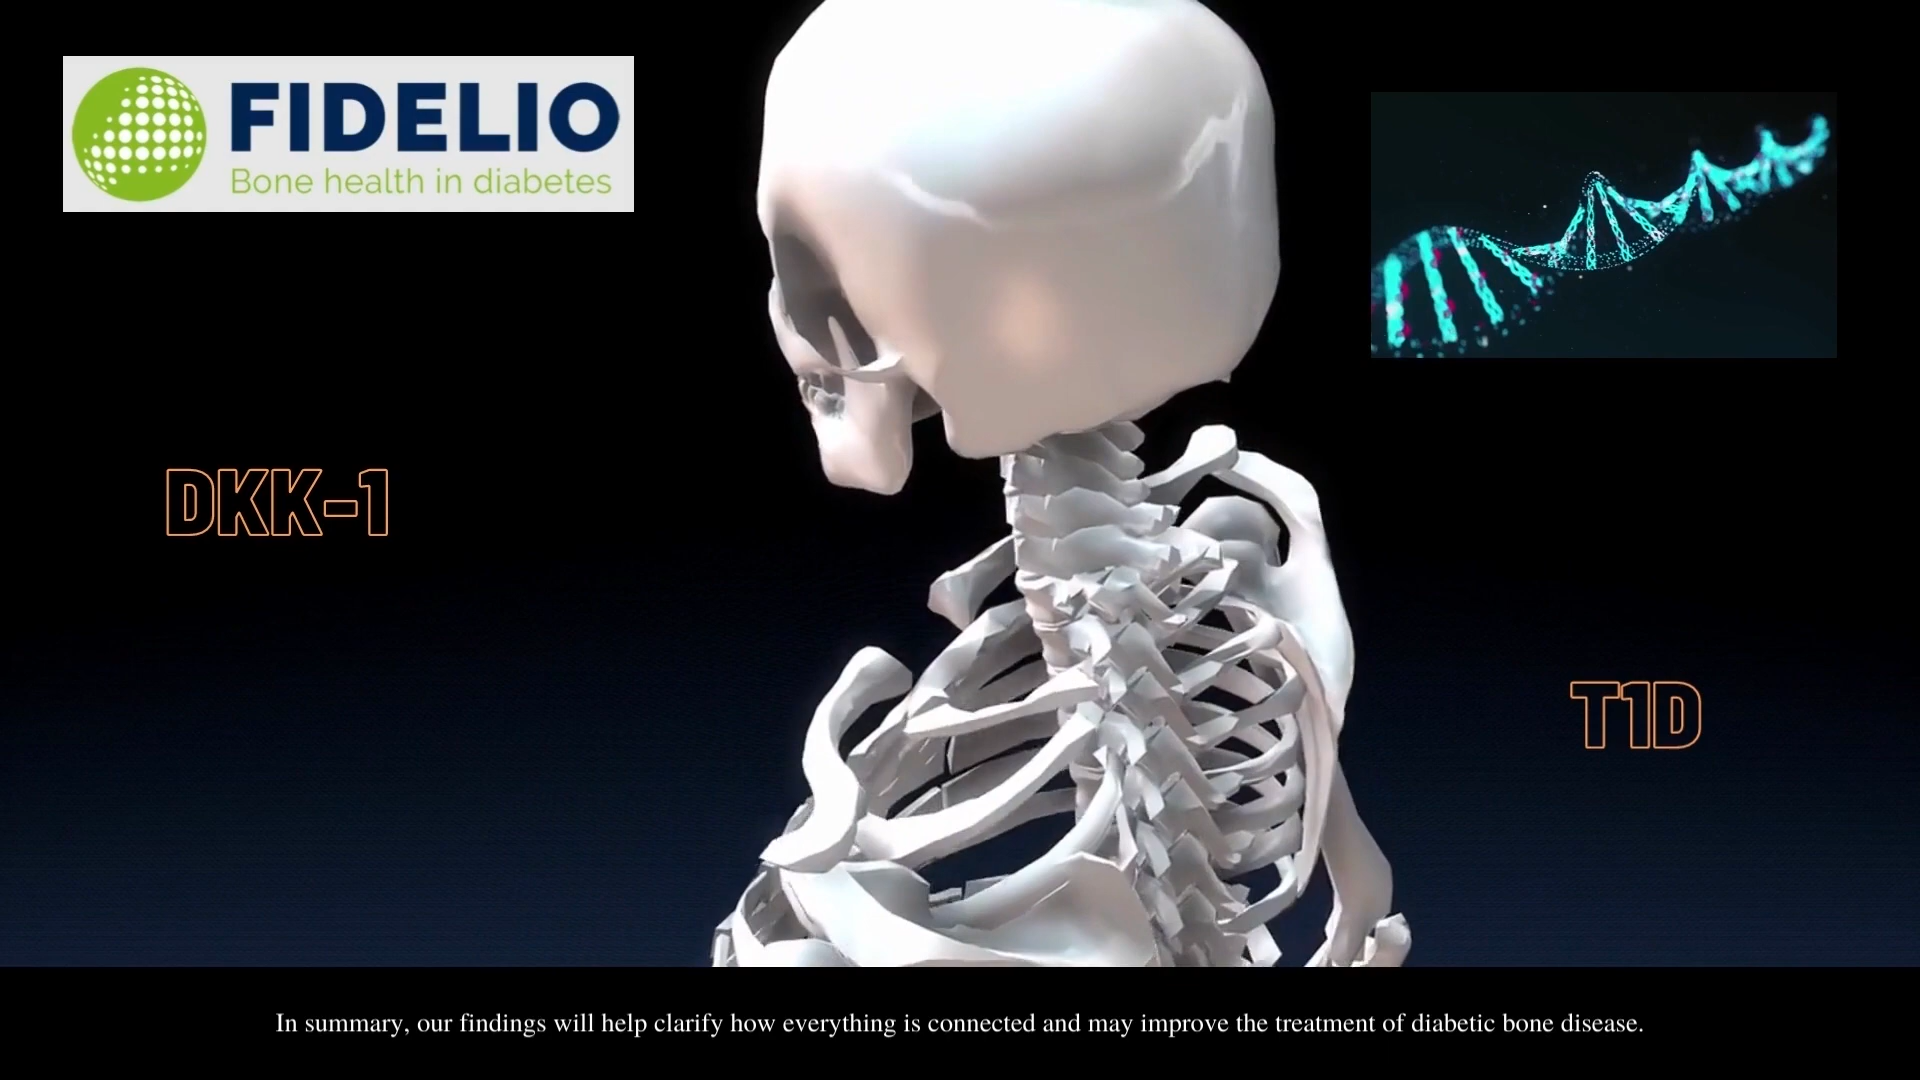 FIDELIO
Bone health in diabetes
DKK-1
T1D
In summary, our findings will help clarify how everything is connected and may improve the treatment of diabetic bone disease.